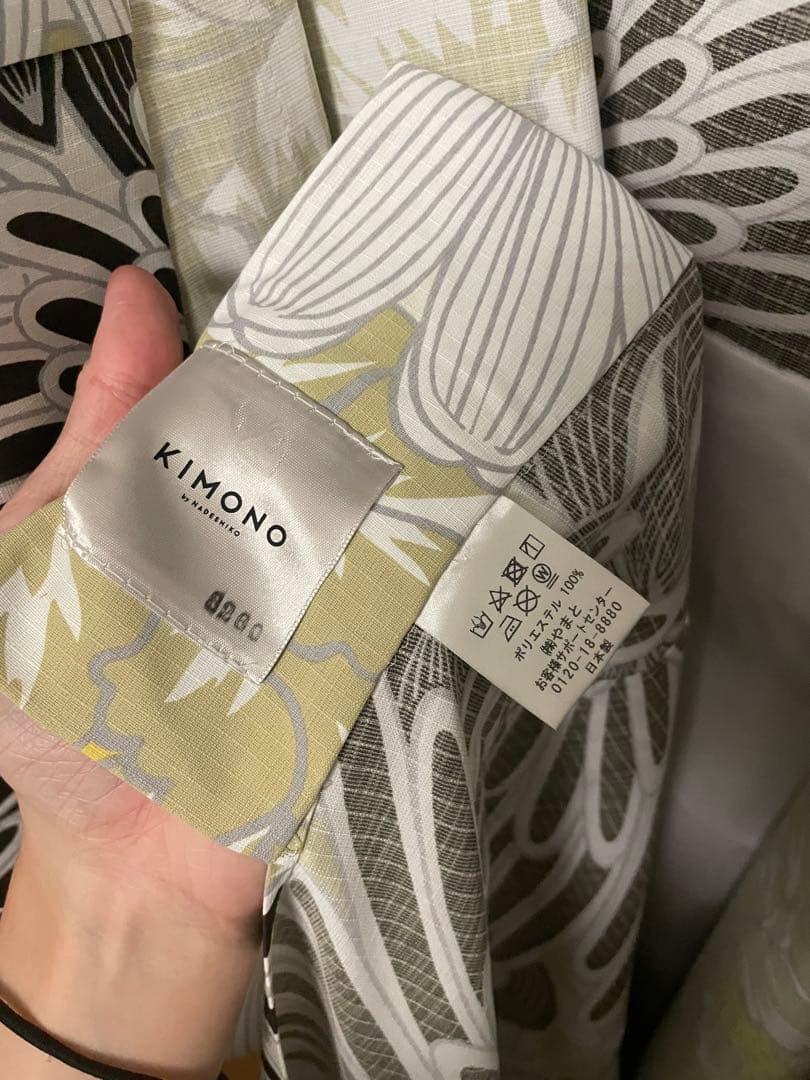 KIMONO
by NADESHIKO
ポリエステル 100%
㈱やまと
お客様サポートセンター
0120-18-8880
日本製